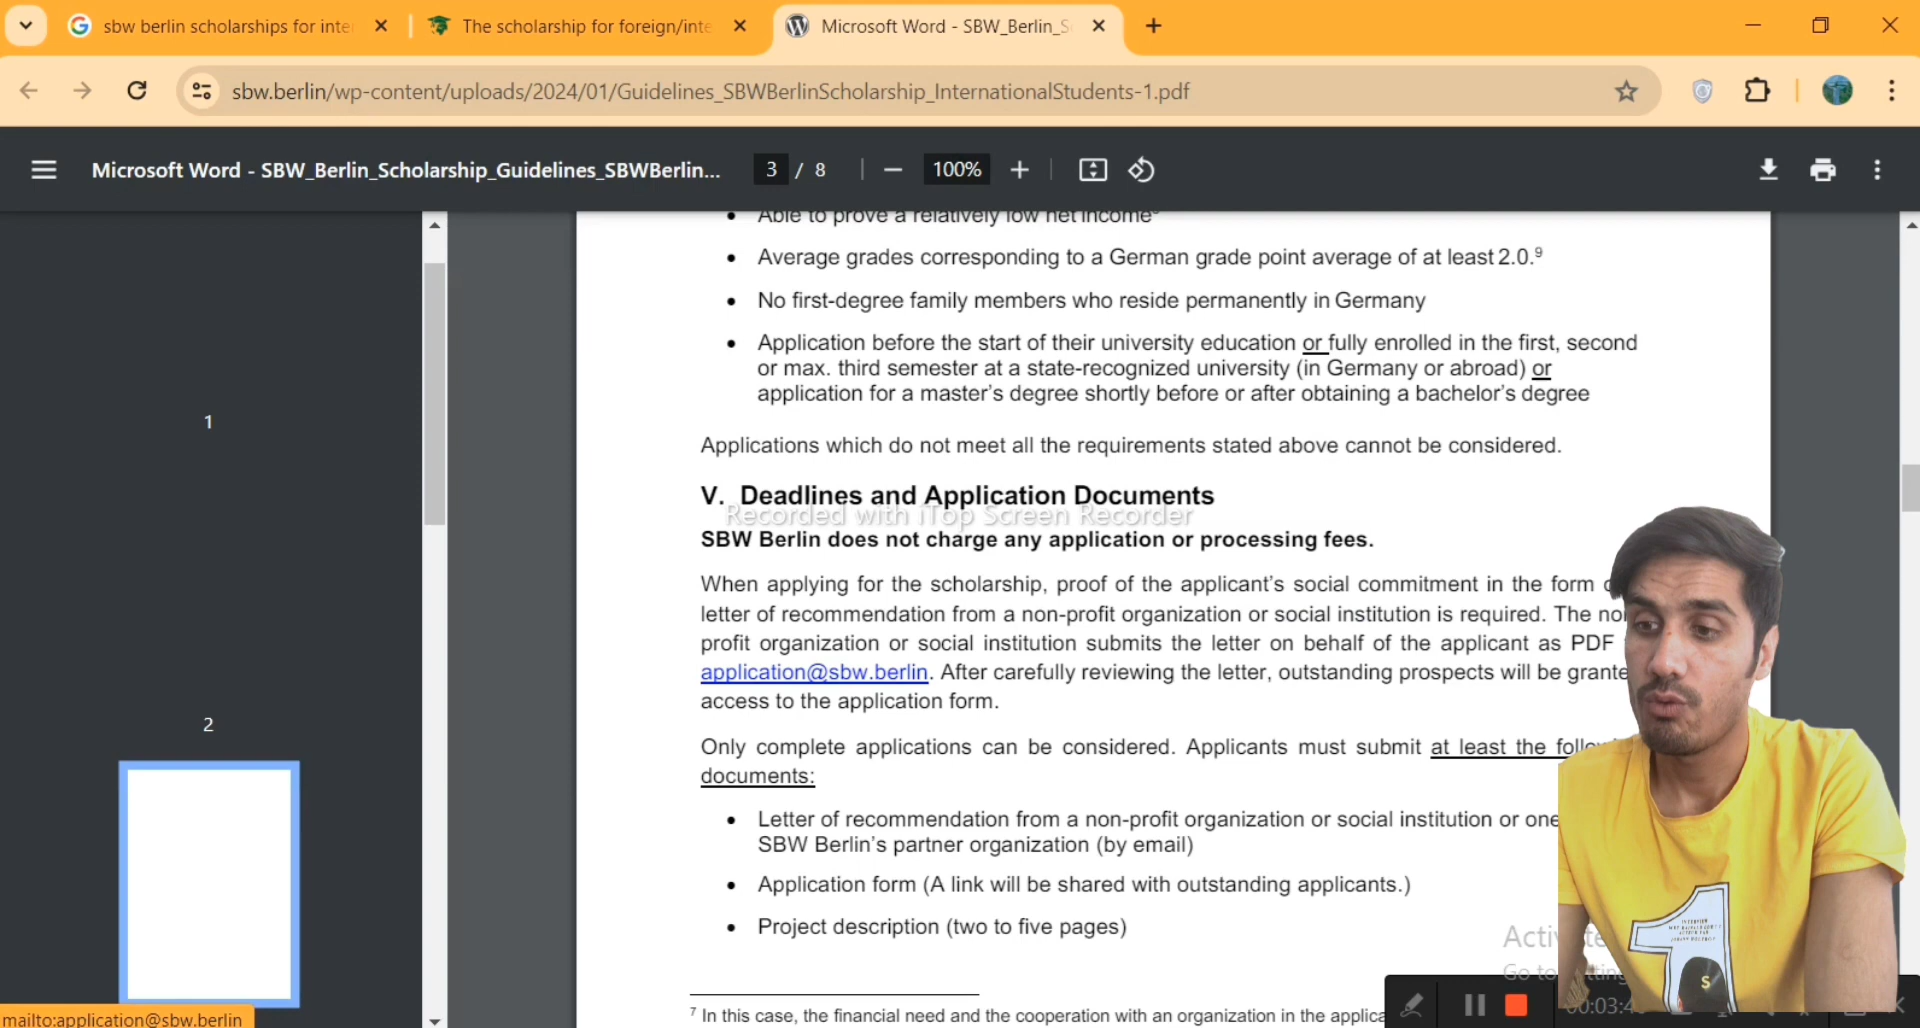 sbw berlin scholarships for inte
The scholarship for foreign/inte
Microsoft Word - SBW_Berlin_S
sbw.berlin/wp-content/uploads/2024/01/Guidelines_SBWBerlinScholarship_InternationalStudents-1.pdf
Microsoft Word - SBW_Berlin_Scholarship_Guidelines_SBWBerlin...
3 / 8
100%
1
2
• Able to prove a relatively low net income
• Average grades corresponding to a German grade point average of at least 2.0.⁹
• No first-degree family members who reside permanently in Germany
• Application before the start of their university education or fully enrolled in the first, second
or max. third semester at a state-recognized university (in Germany or abroad) or
application for a master's degree shortly before or after obtaining a bachelor's degree
Applications which do not meet all the requirements stated above cannot be considered.
V. Deadlines and Application Documents
Recorded with iTop Screen Recorder
SBW Berlin does not charge any application or processing fees.
When applying for the scholarship, proof of the applicant's social commitment in the form
letter of recommendation from a non-profit organization or social institution is required. The
profit organization or social institution submits the letter on behalf of the applicant as PDF
application@sbw.berlin. After carefully reviewing the letter, outstanding prospects will be grante
access to the application form.
Only complete applications can be considered. Applicants must submit at least the
documents:
• Letter of recommendation from a non-profit organization or social institution or one
SBW Berlin's partner organization (by email)
• Application form (A link will be shared with outstanding applicants.)
• Project description (two to five pages)
⁷ In this case, the financial need and the cooperation with an organization in the applica
Go to
mailto:application@sbw.berlin